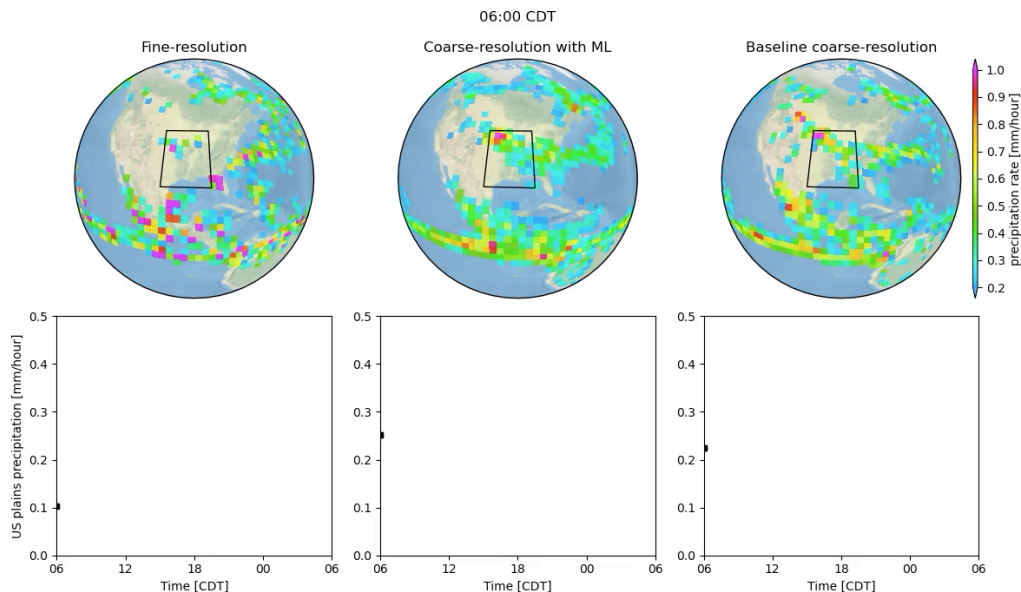 06:00 CDT
Fine-resolution
Coarse-resolution with ML
Baseline coarse-resolution
1.0
0.9
0.8
0.7
0.6
0.5
0.4
0.3
0.2
precipitation rate [mm/hour]
US plains precipitation [mm/hour]
0.5
0.4
0.3
0.2
0.1
0.0
06 12 18 00 06
Time [CDT]
0.5
0.4
0.3
0.2
0.1
0.0
06 12 18 00 06
Time [CDT]
0.5
0.4
0.3
0.2
0.1
0.0
06 12 18 00 06
Time [CDT]